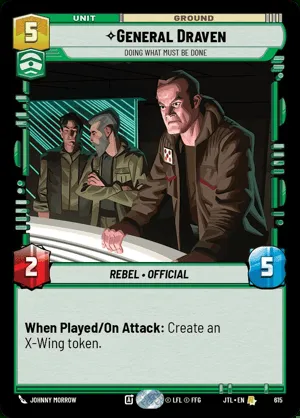 UNIT GROUND
5
✧General Draven
DOING WHAT MUST BE DONE
2
5
REBEL • OFFICIAL
When Played/On Attack: Create an
X-Wing token.
JOHNNY MORROW
© LFL © FFG
JTL • EN
615